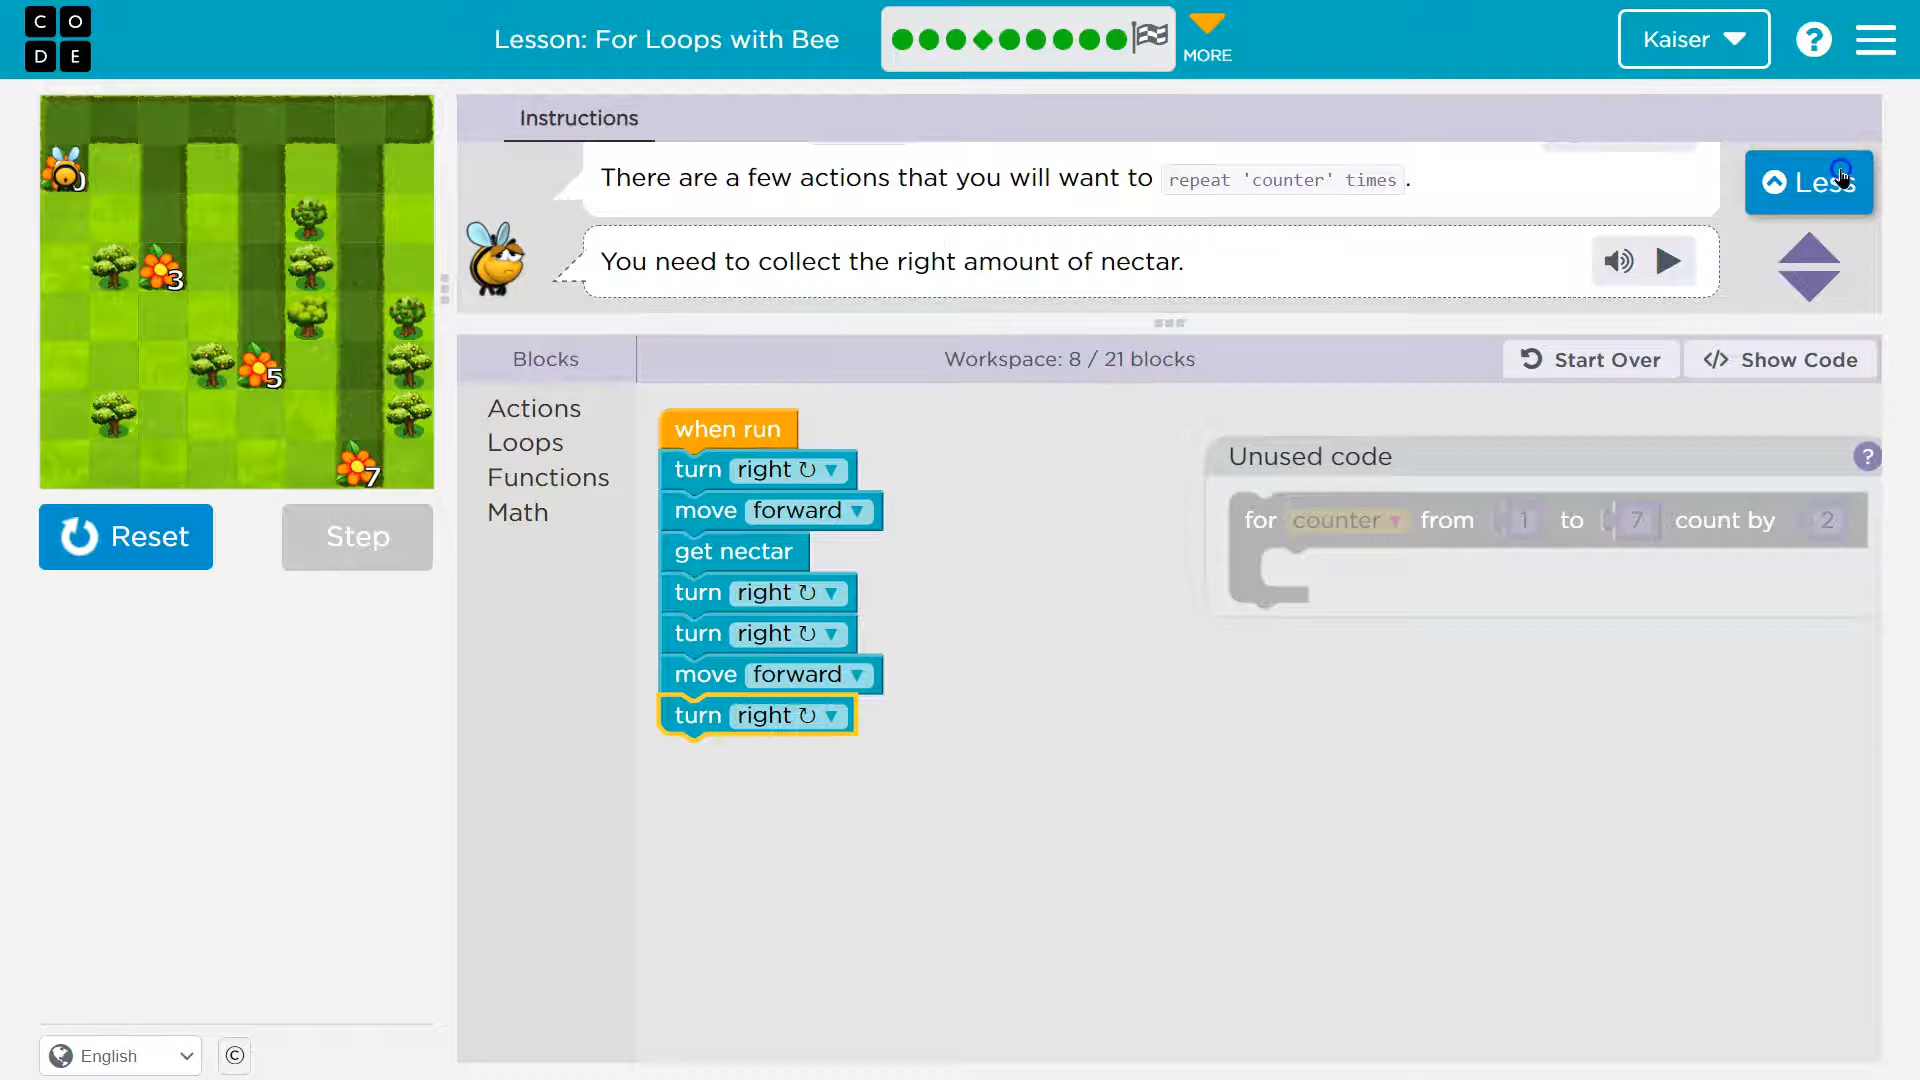 C O
D E
Lesson: For Loops with Bee
MORE
Kaiser
?
Instructions
There are a few actions that you will want to repeat 'counter' times.
Less
You need to collect the right amount of nectar.
0
3
5
7
Blocks
Workspace: 8 / 21 blocks
Start Over
</> Show Code
Actions
Loops
Functions
Math
when run
turn right ↻
move forward
get nectar
turn right ↻
turn right ↻
move forward
turn right ↻
Unused code
?
for counter from 1 to 7 count by 2
Reset
Step
English
©